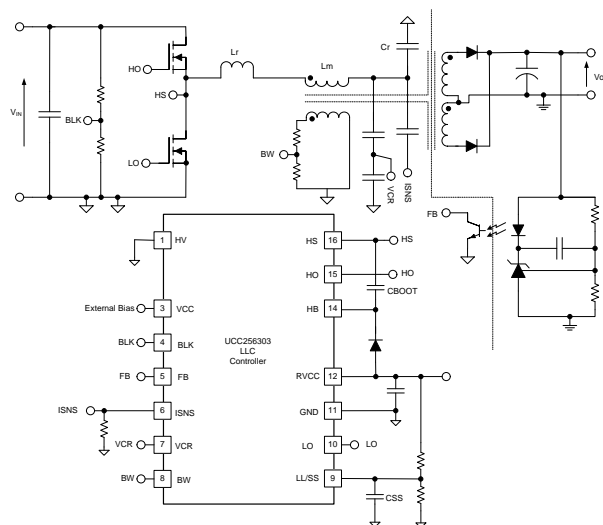 Lr
Lm
Cr
HO
HS
VIN
BLK
LO
BW
VCR
ISNS
FB
1 HV
HS 16 HS
HO 15 HO
CBOOT
HB 14
External Bias 3 VCC
BLK 4 BLK
UCC256303
LLC
Controller
FB 5 FB
RVCC 12
ISNS 6 ISNS
GND 11
VCR 7 VCR
LO 10 LO
BW 8 BW
LL/SS 9
CSS